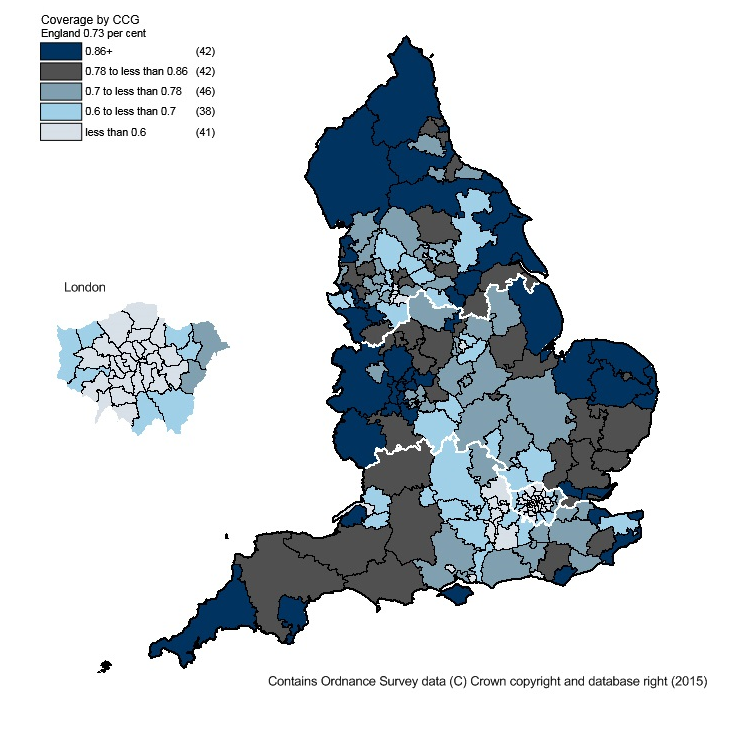 Coverage by CCG
England 0.73 per cent
0.86+ (42)
0.78 to less than 0.86 (42)
0.7 to less than 0.78 (46)
0.6 to less than 0.7 (38)
less than 0.6 (41)
London
Contains Ordnance Survey data (C) Crown copyright and database right (2015)